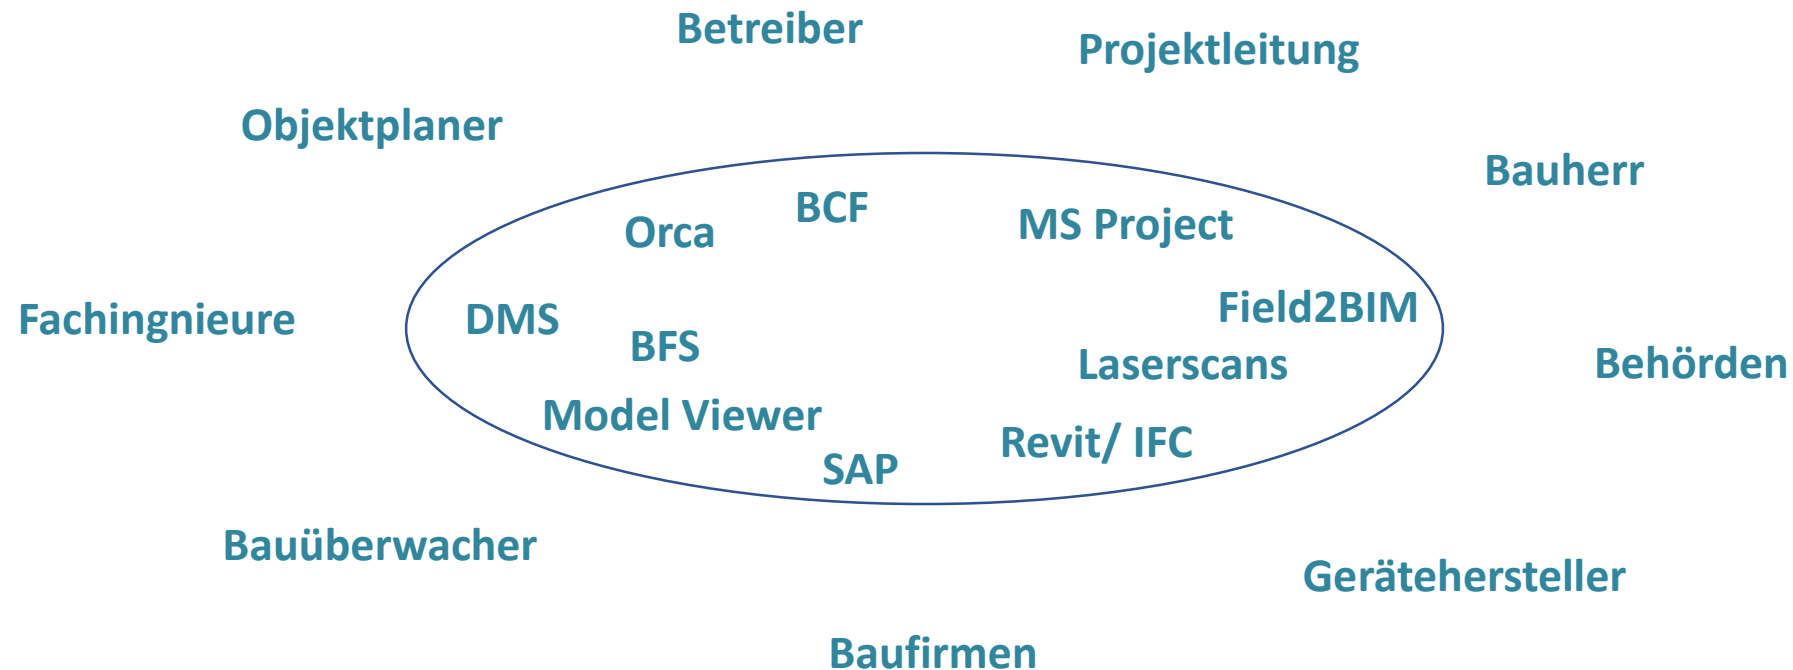 Betreiber
Projektleitung
Objektplaner
Bauherr
BCF
Orca
MS Project
Fachingnieure
DMS
Field2BIM
BFS
Laserscans
Behörden
Model Viewer
Revit/ IFC
SAP
Bauüberwacher
Gerätehersteller
Baufirmen